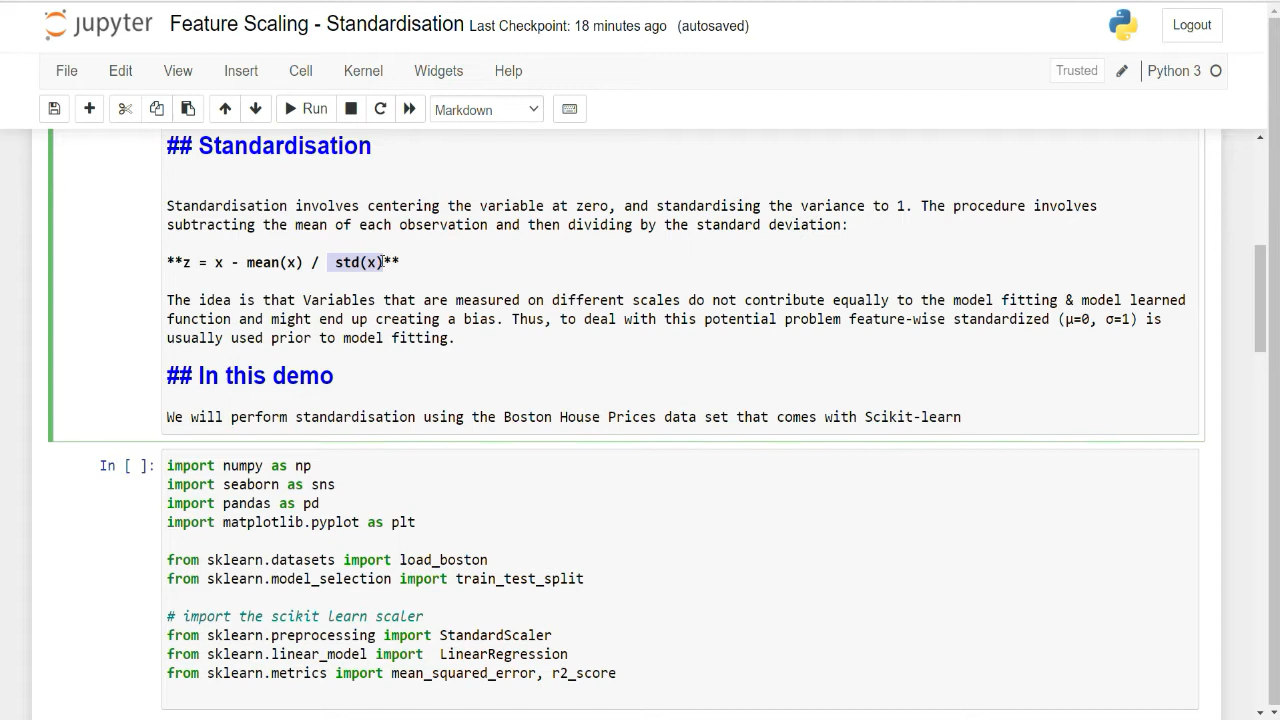 jupyter Feature Scaling - Standardisation Last Checkpoint: 18 minutes ago (autosaved) Logout
File Edit View Insert Cell Kernel Widgets Help Trusted Python 3
Run Markdown
## Standardisation
Standardisation involves centering the variable at zero, and standardising the variance to 1. The procedure involves
subtracting the mean of each observation and then dividing by the standard deviation:
**z = x - mean(x) /  std(x)**
The idea is that Variables that are measured on different scales do not contribute equally to the model fitting & model learned
function and might end up creating a bias. Thus, to deal with this potential problem feature-wise standardized (μ=0, σ=1) is
usually used prior to model fitting.
## In this demo
We will perform standardisation using the Boston House Prices data set that comes with Scikit-learn
In [ ]: import numpy as np
import seaborn as sns
import pandas as pd
import matplotlib.pyplot as plt
from sklearn.datasets import load_boston
from sklearn.model_selection import train_test_split
# import the scikit learn scaler
from sklearn.preprocessing import StandardScaler
from sklearn.linear_model import  LinearRegression
from sklearn.metrics import mean_squared_error, r2_score